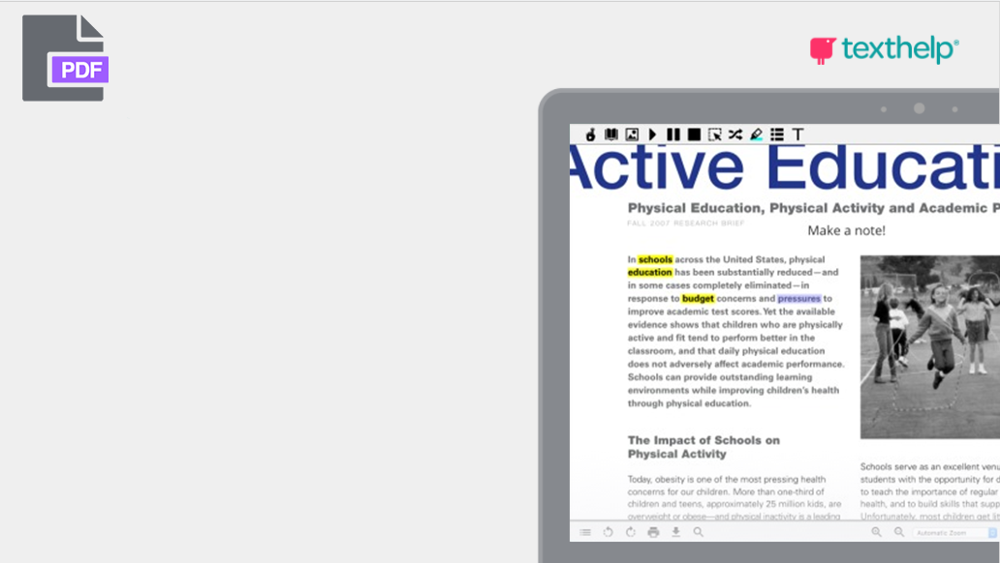 PDF
texthelp®
T
Active Educati
Physical Education, Physical Activity and Academic P
FALL 2007 RESEARCH BRIEF
Make a note!
In schools across the United States, physical
education has been substantially reduced—and
in some cases completely eliminated—in
response to budget concerns and pressures to
improve academic test scores. Yet the available
evidence shows that children who are physically
active and fit tend to perform better in the
classroom, and that daily physical education
does not adversely affect academic performance.
Schools can provide outstanding learning
environments while improving children's health
through physical education.
The Impact of Schools on
Physical Activity
Today, obesity is one of the most pressing health
concerns for our children. More than one-third of
children and teens, approximately 25 million kids, are
overweight or obese—and physical inactivity is a leading
Schools serve as an excellent venu
students with the opportunity for d
to teach the importance of regular
health, and to build skills that supp
Unfortunately, most children get lit
Automatic Zoom